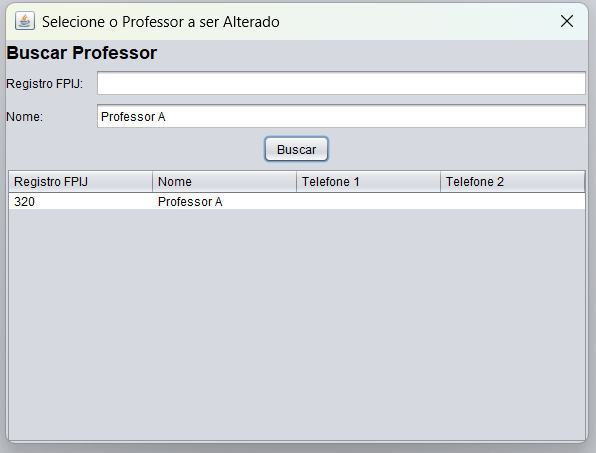 Selecione o Professor a ser Alterado
Buscar Professor
Registro FPIJ:
Nome: Professor A
Buscar
Registro FPIJ Nome Telefone 1 Telefone 2
320 Professor A